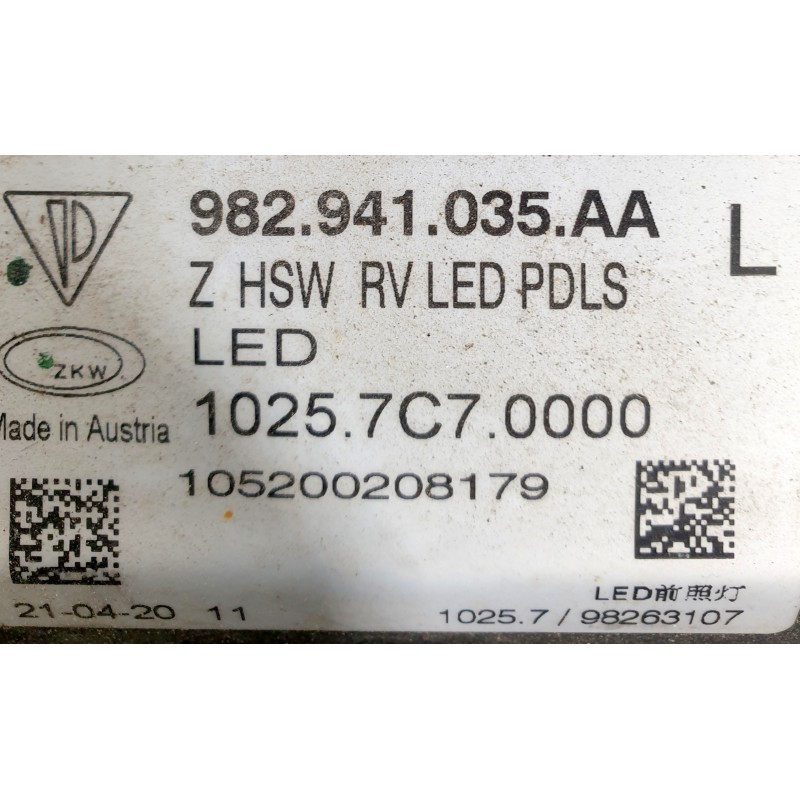 982.941.035.AA L
Z HSW RV LED PDLS
LED
ZKW
Made in Austria
1025.7C7.0000
105200208179
LED前照灯
21-04-20 11
1025.7 / 98263107